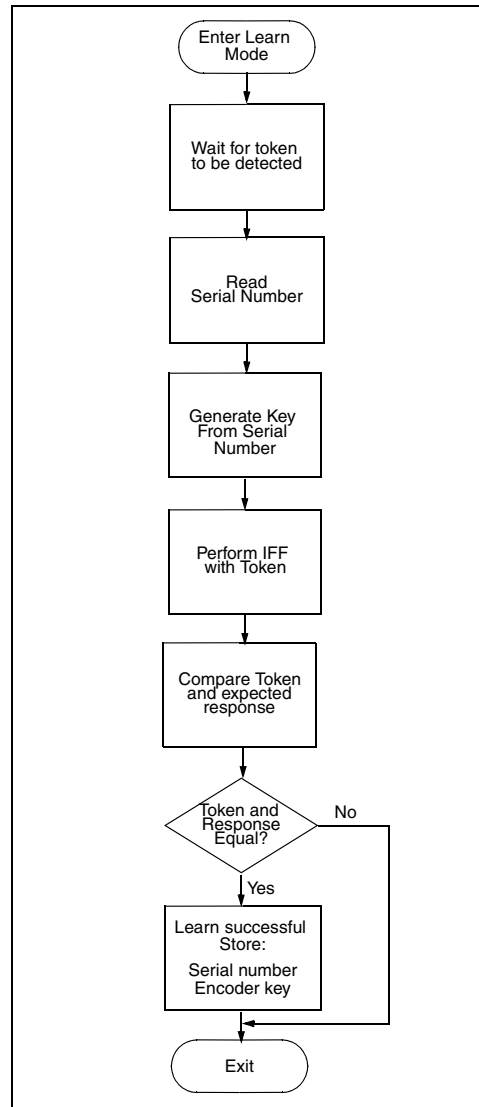 Enter Learn
Mode
Wait for token
to be detected
Read
Serial Number
Generate Key
From Serial
Number
Perform IFF
with Token
Compare Token
and expected
response
Token and
Response
Equal?
No
Yes
Learn successful
Store:
Serial number
Encoder key
Exit